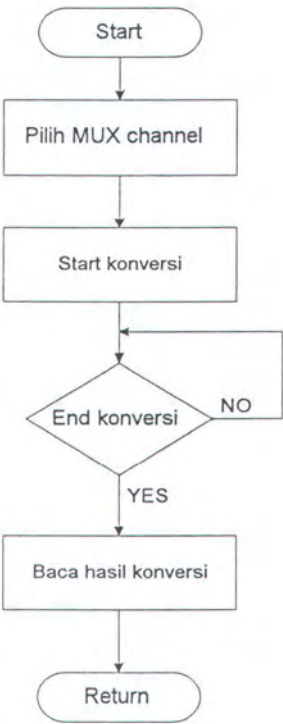 Start
Pilih MUX channel
Start konversi
End konversi
NO
YES
Baca hasil konversi
Return